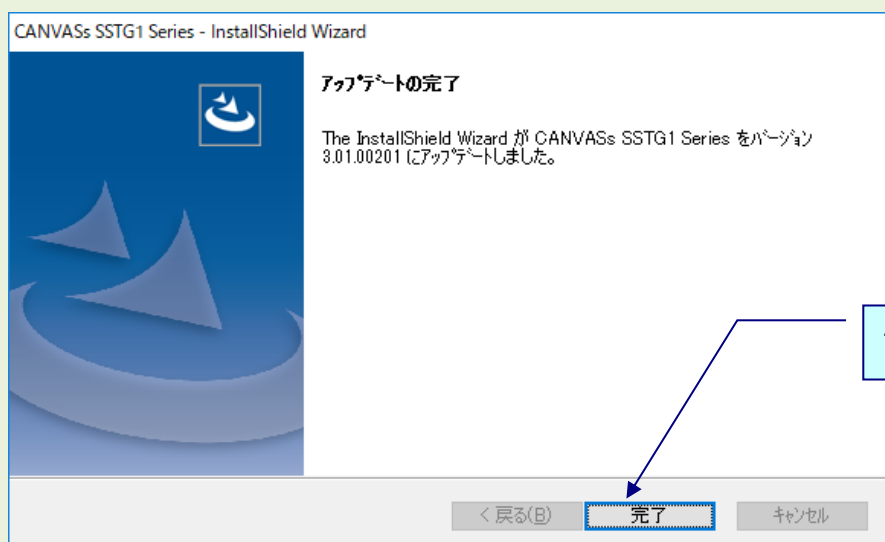 CANVASs SSTG1 Series - InstallShield Wizard
ｱｯﾌﾟﾃﾞｰﾄの完了
The InstallShield Wizard が CANVASs SSTG1 Series をﾊﾞｰｼﾞｮﾝ
3.01.00201 にｱｯﾌﾟﾃﾞｰﾄしました。
< 戻る(B)
完了
ｷｬﾝｾﾙ